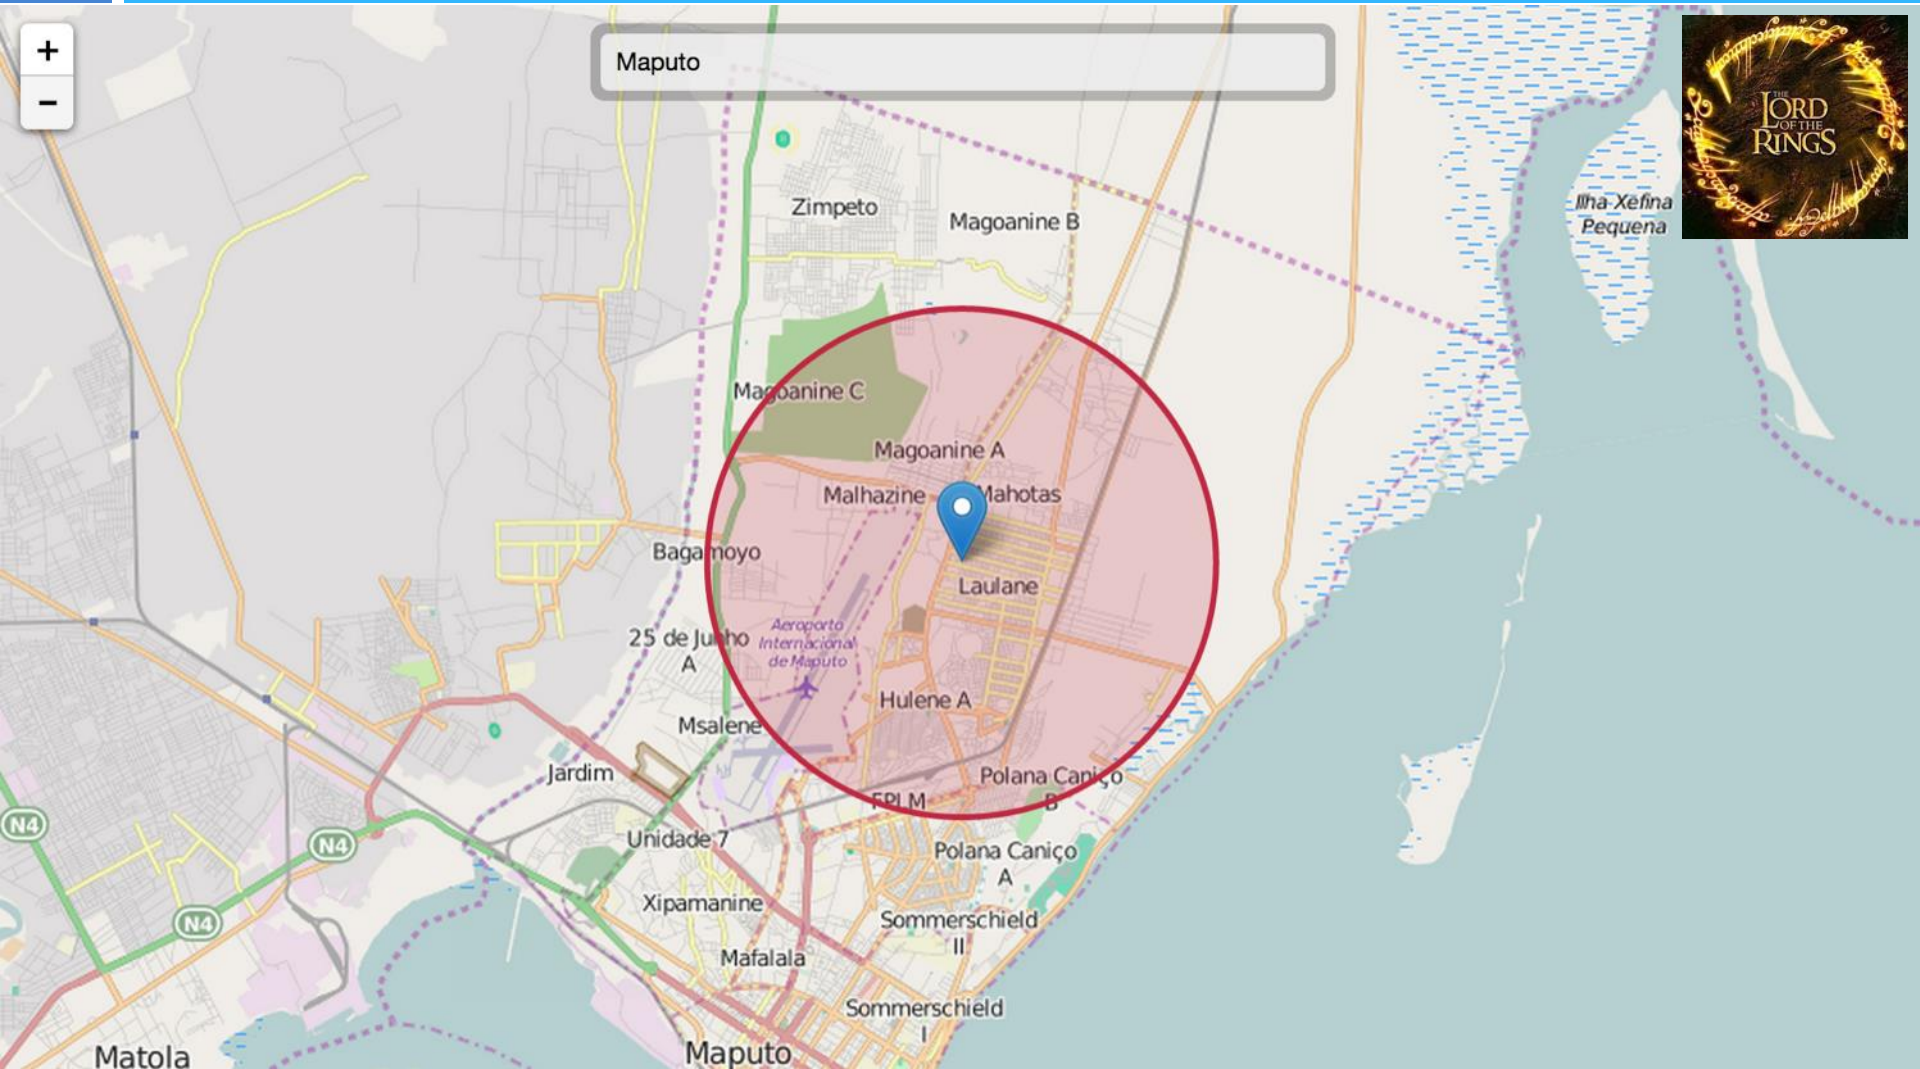 +
−
Maputo
THE
LORD
OF THE
RINGS
Zimpeto
Magoanine B
Ilha Xefina
Pequena
Magoanine C
Magoanine A
Malhazine
Mahotas
Bagamoyo
Laulane
25 de Junho
A
Aeroporto
Internacional
de Maputo
Hulene A
Msalene
Jardim
Polana Caniço
B
FPLM
N4
N4
Unidade 7
Polana Caniço
A
Xipamanine
N4
Sommerschield
II
Mafalala
Sommerschield
I
Matola
Maputo